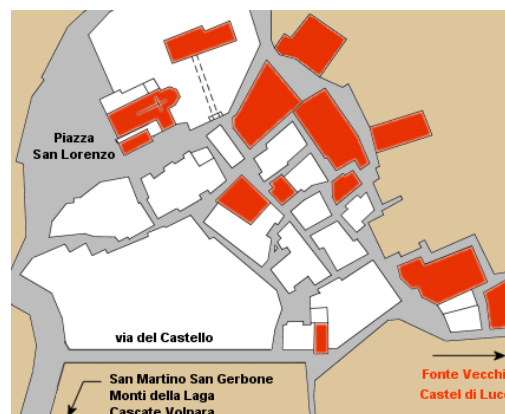 Piazza
San Lorenzo
via del Castello
San Martino San Gerbone
Monti della Laga
Cascate Volpara
Fonte Vecchi
Castel di Luc